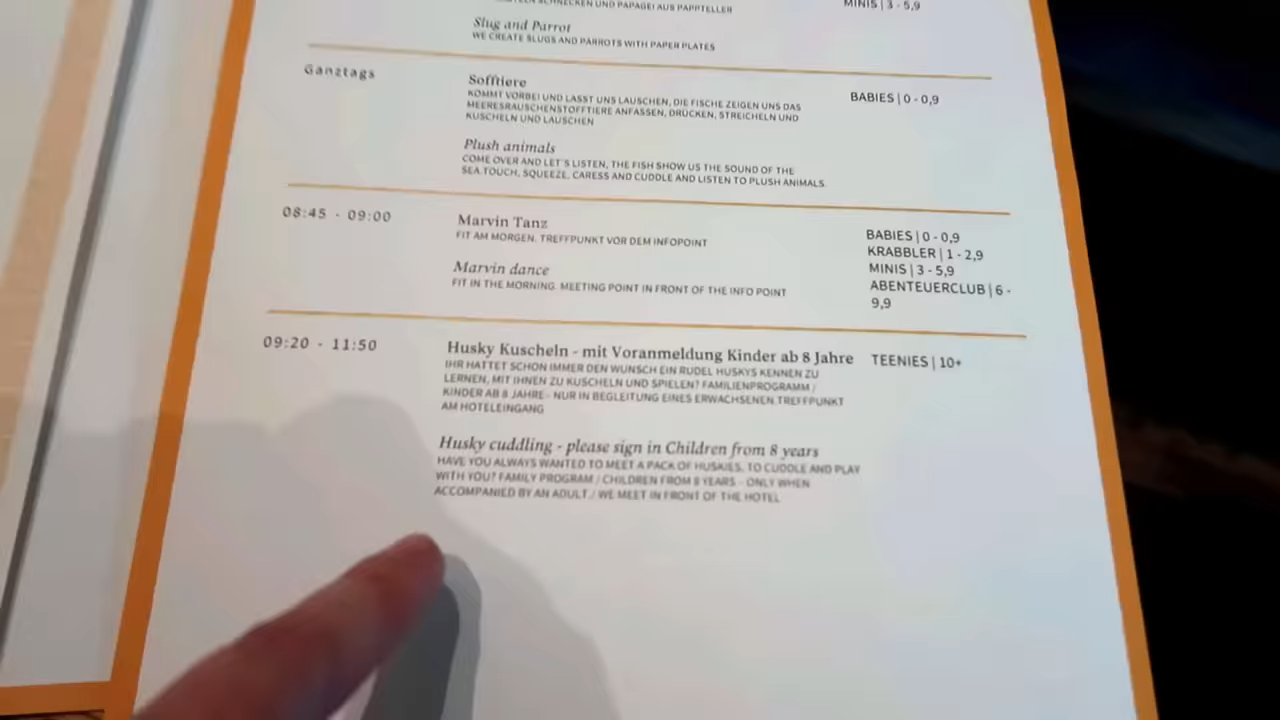 SCHNECKEN UND PAPAGEI AUS PAPPTELLER
MINIS | 3 - 5,9
Slug and Parrot
WE CREATE SLUGS AND PARROTS WITH PAPER PLATES
Ganztags
Sofftiere
BABIES | 0 - 0,9
KOMMT VORBEI UND LASST UNS LAUSCHEN, DIE FISCHE ZEIGEN UNS DAS
MEERESRAUSCHENSTOFFTIERE ANFASSEN, DRÜCKEN, STREICHELN UND
KUSCHELN UND LAUSCHEN
Plush animals
COME OVER AND LET'S LISTEN, THE FISH SHOW US THE SOUND OF THE
SEA.TOUCH, SQUEEZE, CARESS AND CUDDLE AND LISTEN TO PLUSH ANIMALS.
08:45 - 09:00
Marvin Tanz
FIT AM MORGEN. TREFFPUNKT VOR DEM INFOPOINT
Marvin dance
FIT IN THE MORNING. MEETING POINT IN FRONT OF THE INFO POINT
BABIES | 0 - 0,9
KRABBLER | 1 - 2,9
MINIS | 3 - 5,9
ABENTEUERCLUB | 6 -
9,9
09:20 - 11:50
Husky Kuscheln - mit Voranmeldung Kinder ab 8 Jahre
TEENIES | 10+
IHR HATTET SCHON IMMER DEN WUNSCH EIN RUDEL HUSKYS KENNEN ZU
LERNEN, MIT IHNEN ZU KUSCHELN UND SPIELEN? FAMILIENPROGRAMM /
KINDER AB 8 JAHRE - NUR IN BEGLEITUNG EINES ERWACHSENEN.TREFFPUNKT
AM HOTELEINGANG
Husky cuddling - please sign in Children from 8 years
HAVE YOU ALWAYS WANTED TO MEET A PACK OF HUSKIES, TO CUDDLE AND PLAY
WITH YOU? FAMILY PROGRAM / CHILDREN FROM 8 YEARS - ONLY WHEN
ACCOMPANIED BY AN ADULT / WE MEET IN FRONT OF THE HOTEL